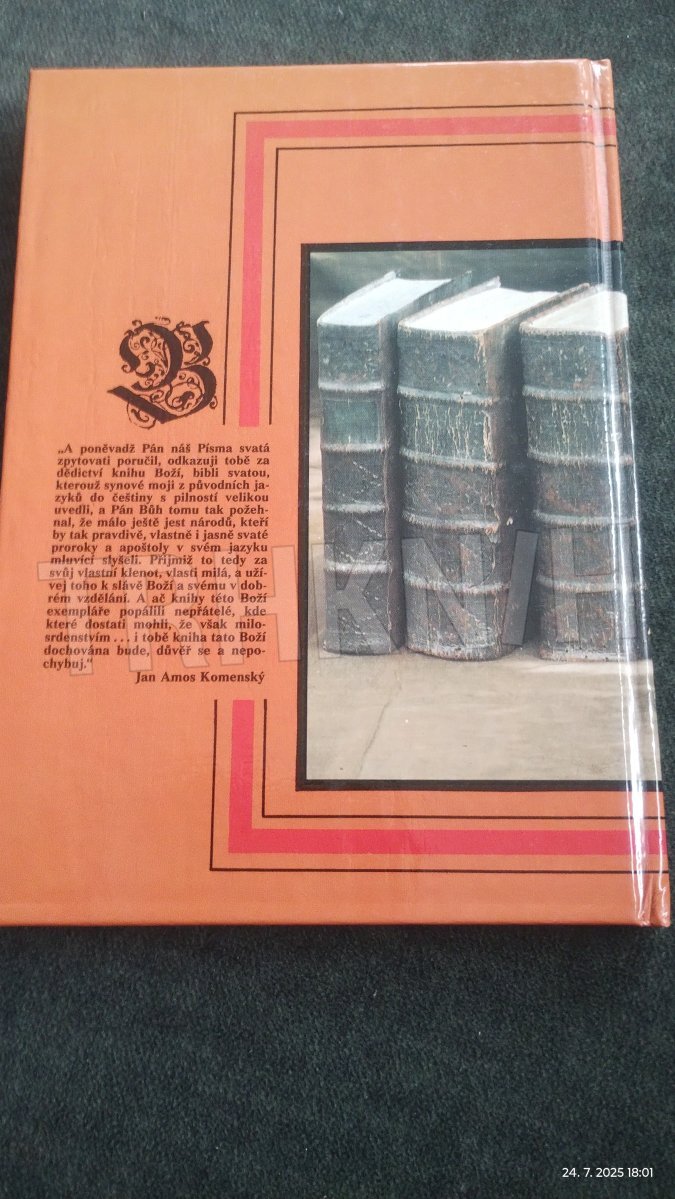 B
„A poněvadž Pán náš Písma svatá
zpytovati poručil, odkazuji tobě za
dědictví knihu Boží, bibli svatou,
kterouž synové moji z původních ja-
zyků do češtiny s pilností velikou
uvedli, a Pán Bůh tomu tak požeh-
nal, že málo ještě jest národů, kteří
by tak pravdivě, vlastně i jasně svaté
proroky a apoštoly v svém jazyku
mluvící slyšeli. Přijmiž to tedy za
svůj vlastní klenot, vlasti milá, a uží-
vej toho k slávě Boží a svému v dob-
rém vzdělání. A ač knihy této Boží
exempláře popálili nepřátelé, kde
které dostati mohli, že však milo-
srdenstvím... i tobě kniha tato Boží
dochována bude, důvěř se a nepo-
chybuj."
Jan Amos Komenský
TRHKNIH
24. 7. 2025 18:01